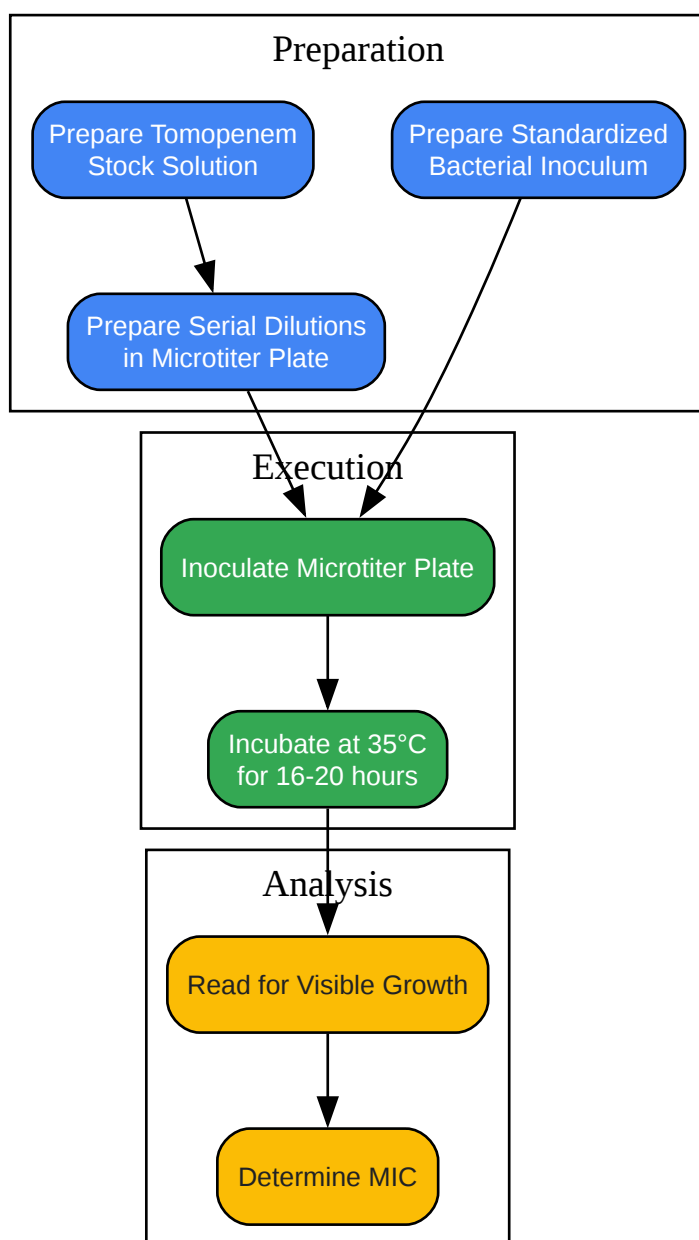 Preparation
Prepare Tomopenem
Stock Solution
Prepare Standardized
Bacterial Inoculum
Prepare Serial Dilutions
in Microtiter Plate
Execution
Inoculate Microtiter Plate
Incubate at 35°C
for 16-20 hours
Analysis
Read for Visible Growth
Determine MIC